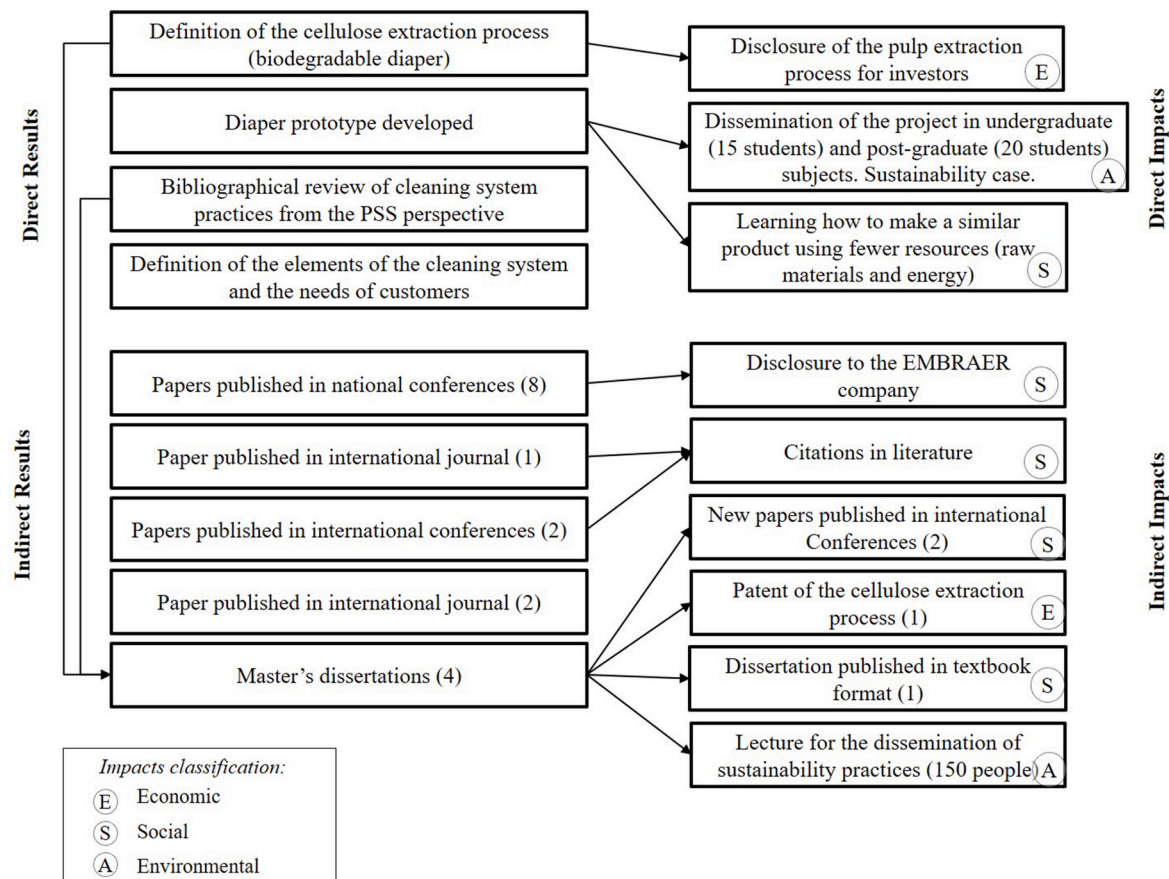 Direct Results
Definition of the cellulose extraction process
(biodegradable diaper)
Diaper prototype developed
Bibliographical review of cleaning system
practices from the PSS perspective
Definition of the elements of the cleaning system
and the needs of customers
Direct Impacts
Disclosure of the pulp extraction
process for investors
E
Dissemination of the project in undergraduate
(15 students) and post-graduate (20 students)
subjects. Sustainability case.
A
Learning how to make a similar
product using fewer resources (raw
materials and energy)
S
Indirect Results
Papers published in national conferences (8)
Paper published in international journal (1)
Papers published in international conferences (2)
Paper published in international journal (2)
Master’s dissertations (4)
Indirect Impacts
Disclosure to the EMBRAER
company
S
Citations in literature
S
New papers published in international
Conferences (2)
S
Patent of the cellulose extraction
process (1)
E
Dissertation published in textbook
format (1)
S
Lecture for the dissemination of
sustainability practices (150 people)
A
Impacts classification:
E Economic
S Social
A Environmental